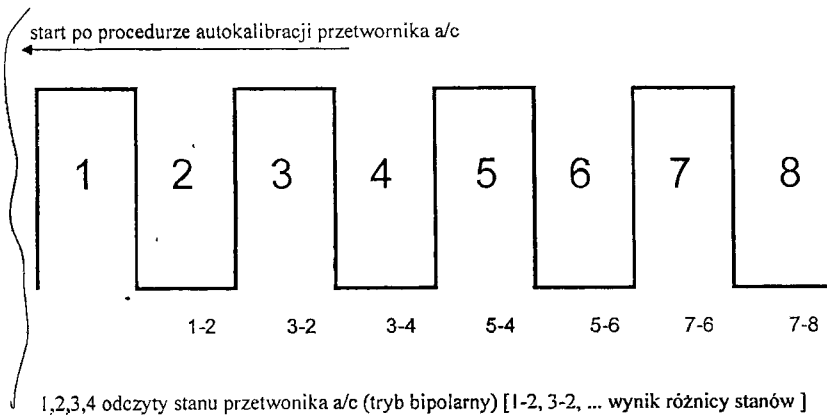 start po procedurze autokalibracji przetwornika a/c
1 2 3 4 5 6 7 8
1-2 3-2 3-4 5-4 5-6 7-6 7-8
1,2,3,4 odczyty stanu przetwonika a/c (tryb bipolarny) [1-2, 3-2, ... wynik różnicy stanów ]